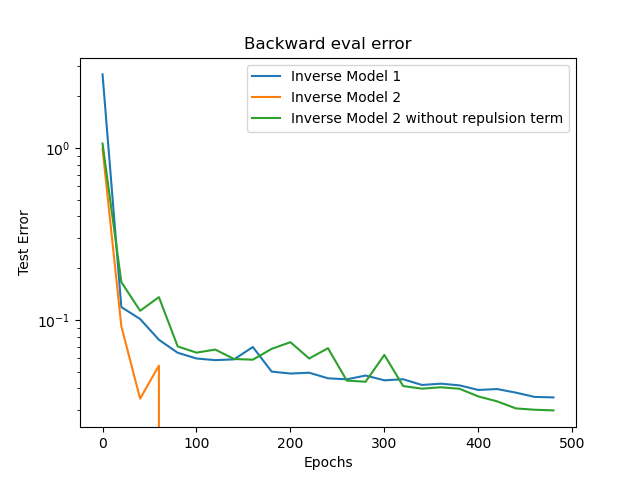 Backward eval error
Inverse Model 1
Inverse Model 2
Inverse Model 2 without repulsion term
Test Error
10⁰
10⁻¹
0 100 200 300 400 500
Epochs